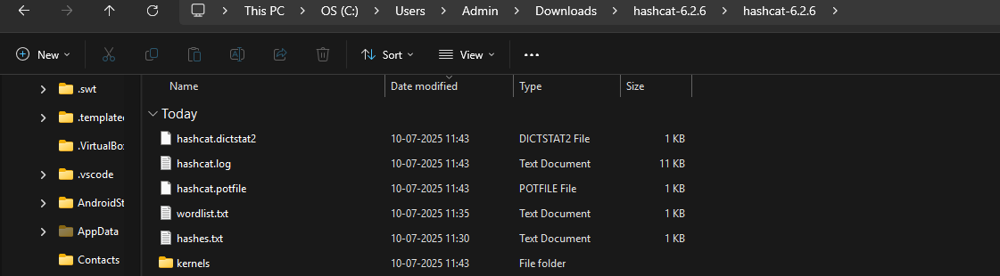 This PC > OS (C:) > Users > Admin > Downloads > hashcat-6.2.6 > hashcat-6.2.6 >
New Sort View ...
Name Date modified Type Size
Today
hashcat.dictstat2 10-07-2025 11:43 DICTSTAT2 File 1 KB
hashcat.log 10-07-2025 11:43 Text Document 11 KB
hashcat.potfile 10-07-2025 11:43 POTFILE File 1 KB
wordlist.txt 10-07-2025 11:35 Text Document 1 KB
hashes.txt 10-07-2025 11:30 Text Document 1 KB
kernels 10-07-2025 11:43 File folder
.swt
.template
.VirtualBo
.vscode
AndroidSt
AppData
Contacts